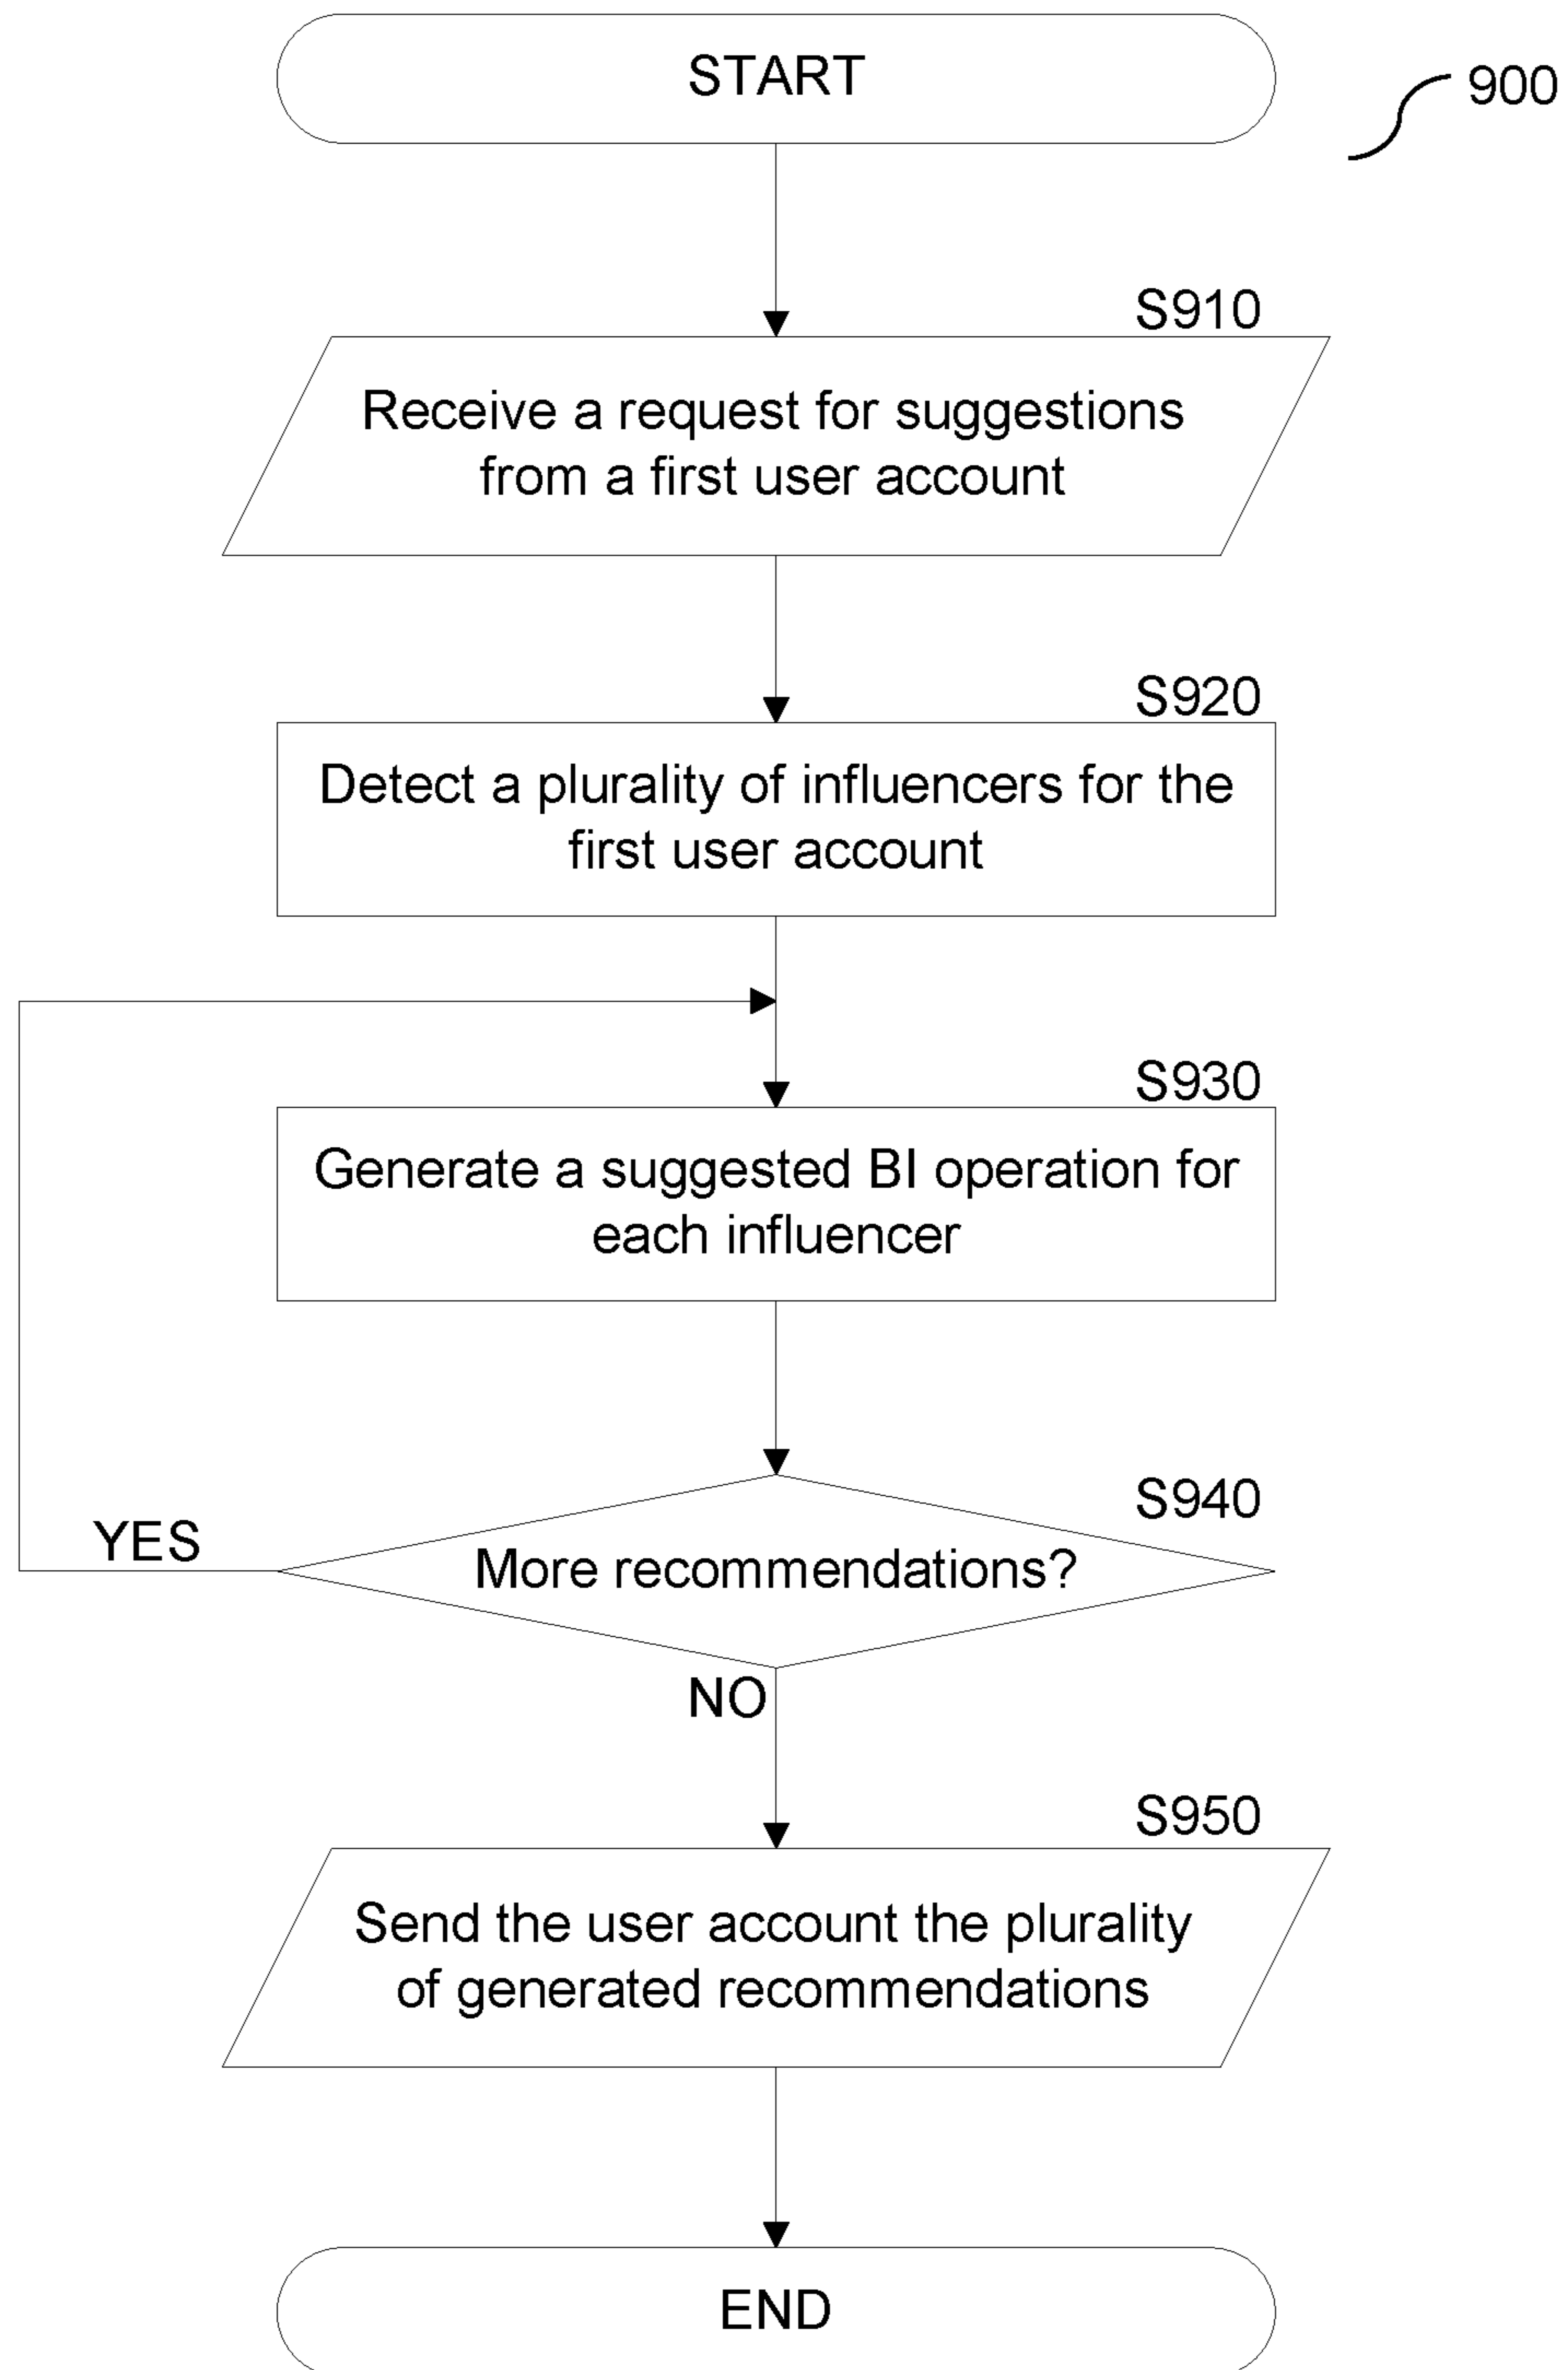 START
900
S910
Receive a request for suggestions
from a first user account
S920
Detect a plurality of influencers for the
first user account
S930
Generate a suggested BI operation for
each influencer
S940
YES
More recommendations?
NO
S950
Send the user account the plurality
of generated recommendations
END